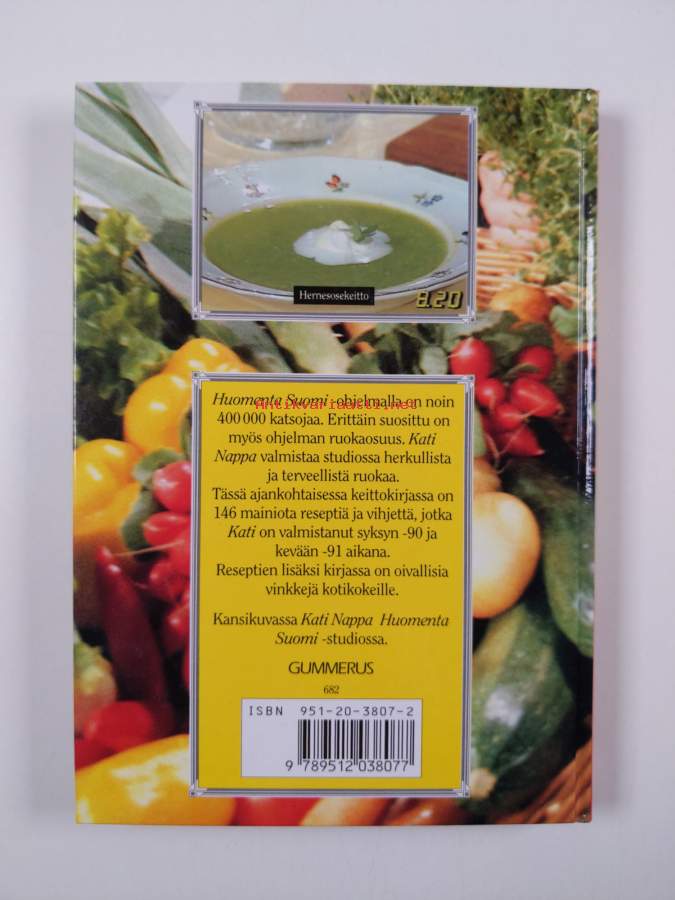 Hernesosekeitto
8.20
Huomenta Suomi -ohjelmalla on noin
Antikvariaatti.net
400 000 katsojaa. Erittäin suosittu on
myös ohjelman ruokaosuus. Kati
Nappa valmistaa studiossa herkullista
ja terveellistä ruokaa.
Tässä ajankohtaisessa keittokirjassa on
146 mainiota reseptiä ja vihjettä, jotka
Kati on valmistanut syksyn -90 ja
kevään -91 aikana.
Reseptien lisäksi kirjassa on oivallisia
vinkkejä kotikokeille.
Kansikuvassa Kati Nappa Huomenta
Suomi -studiossa.
GUMMERUS
682
ISBN 951-20-3807-2
9 789512 038077